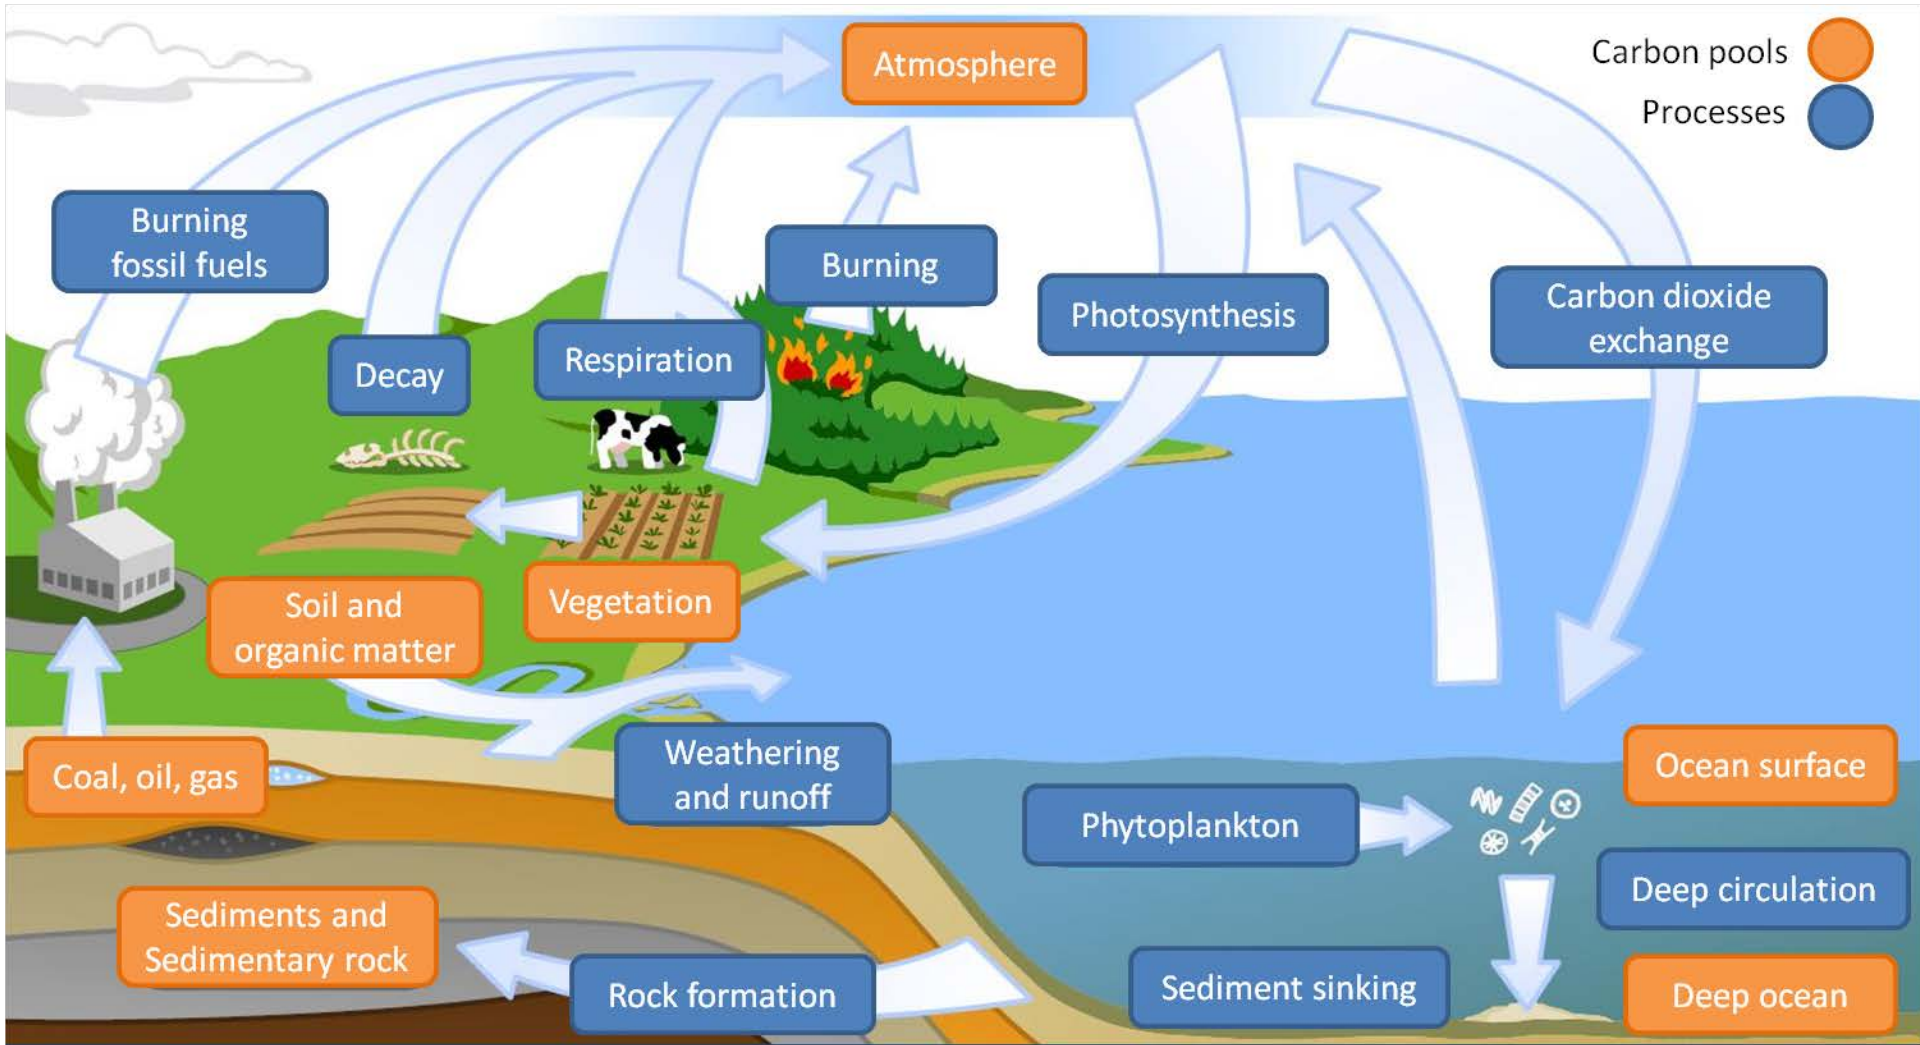 Atmosphere
Carbon pools
Processes
Burning
fossil fuels
Burning
Photosynthesis
Carbon dioxide
exchange
Decay
Respiration
Soil and
organic matter
Vegetation
Coal, oil, gas
Weathering
and runoff
Ocean surface
Phytoplankton
Deep circulation
Sediments and
Sedimentary rock
Rock formation
Sediment sinking
Deep ocean